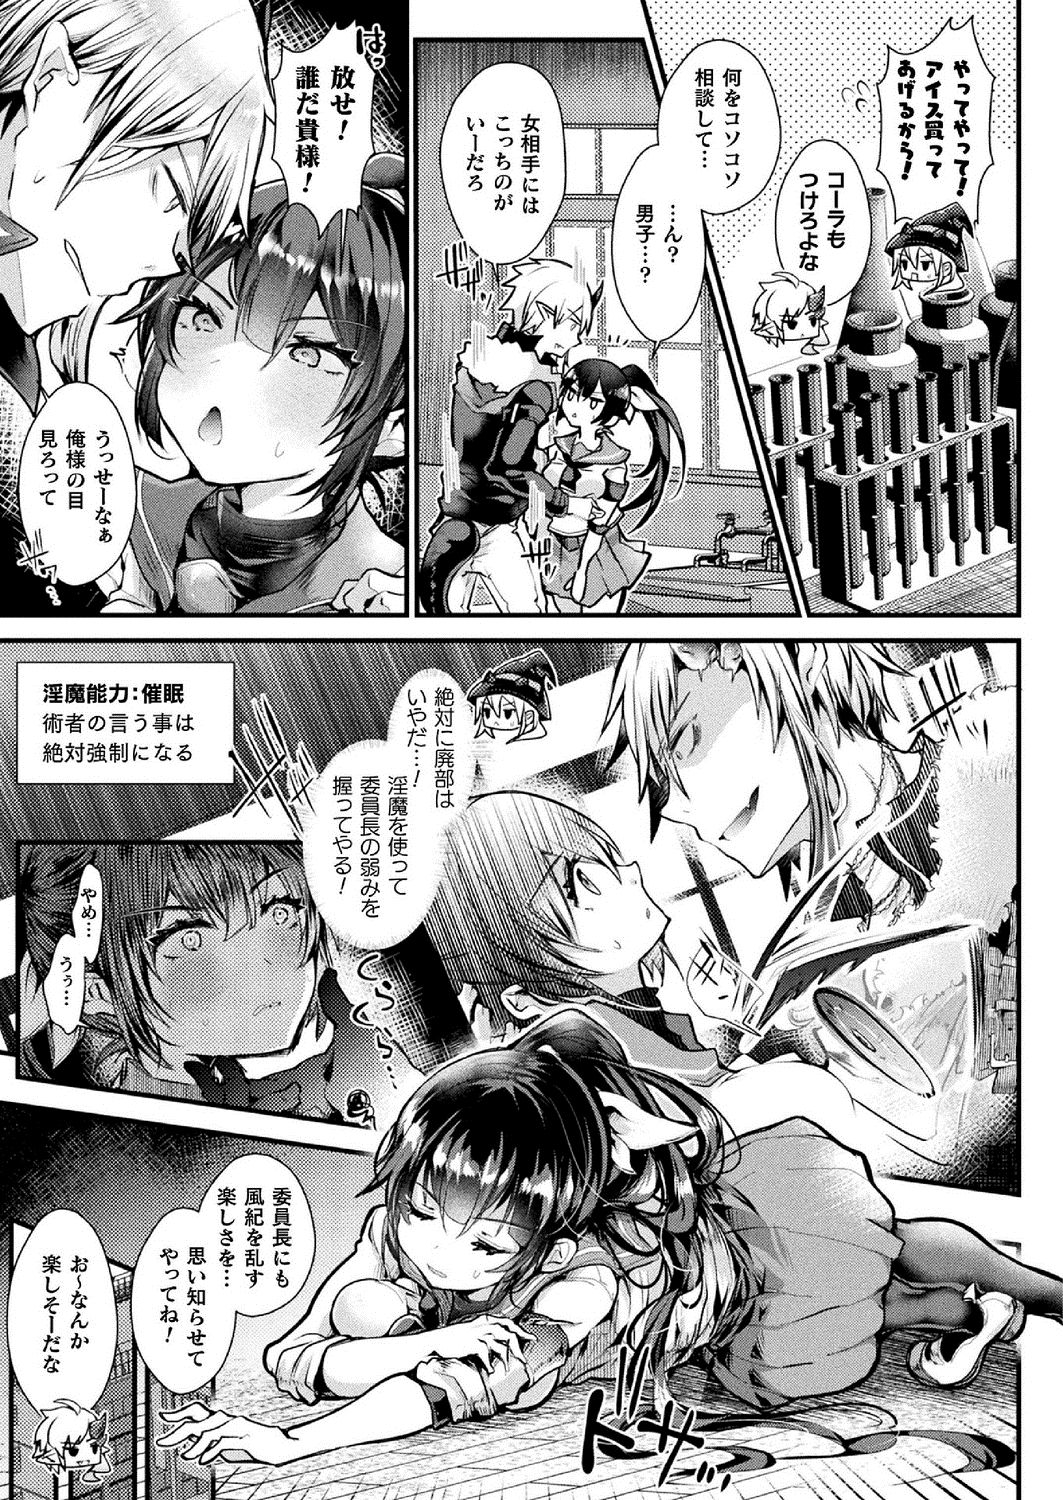 やってやって！
アイス買って
あげるから！
コーラも
つけろよな
何をコソコソ
相談して…
…ん？
男子…？
女相手には
こっちのが
いーだろ
はっ
放せ！
誰だ貴様！
うっせーなぁ
俺様の目
見ろって
淫魔能力：催眠
術者の言う事は
絶対強制になる
絶対に廃部は
いやだ…！
淫魔を使って
委員長の弱みを
握ってやる！
やめ…
うぅ…
くらくら
ドサッ
委員長にも
風紀を乱す
楽しさを…
思い知らせて
やってね！
お～なんか
楽しそーだな